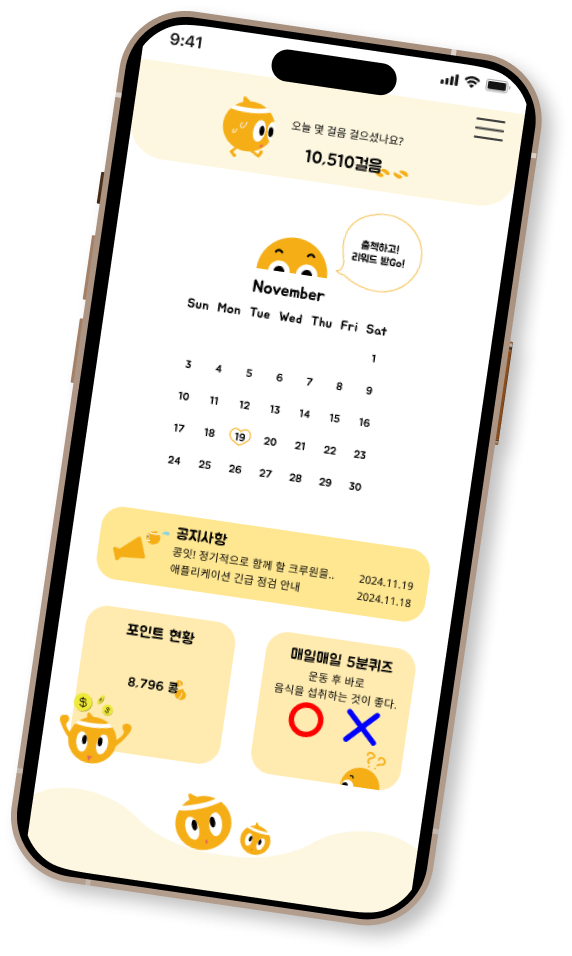 9:41
오늘 몇 걸음 걸으셨나요?
10,510걸음
출책하고!
리워드 받Go!
November
Sun Mon Tue Wed Thu Fri Sat
1
3 4 5 6 7 8 9
10 11 12 13 14 15 16
17 18 19 20 21 22 23
24 25 26 27 28 29 30
공지사항
콩잇! 정기적으로 함께 할 크루원을.. 2024.11.19
애플리케이션 긴급 점검 안내 2024.11.18
포인트 현황
8,796 콩
$ $ $
매일매일 5분퀴즈
운동 후 바로
음식을 섭취하는 것이 좋다.
O X
??